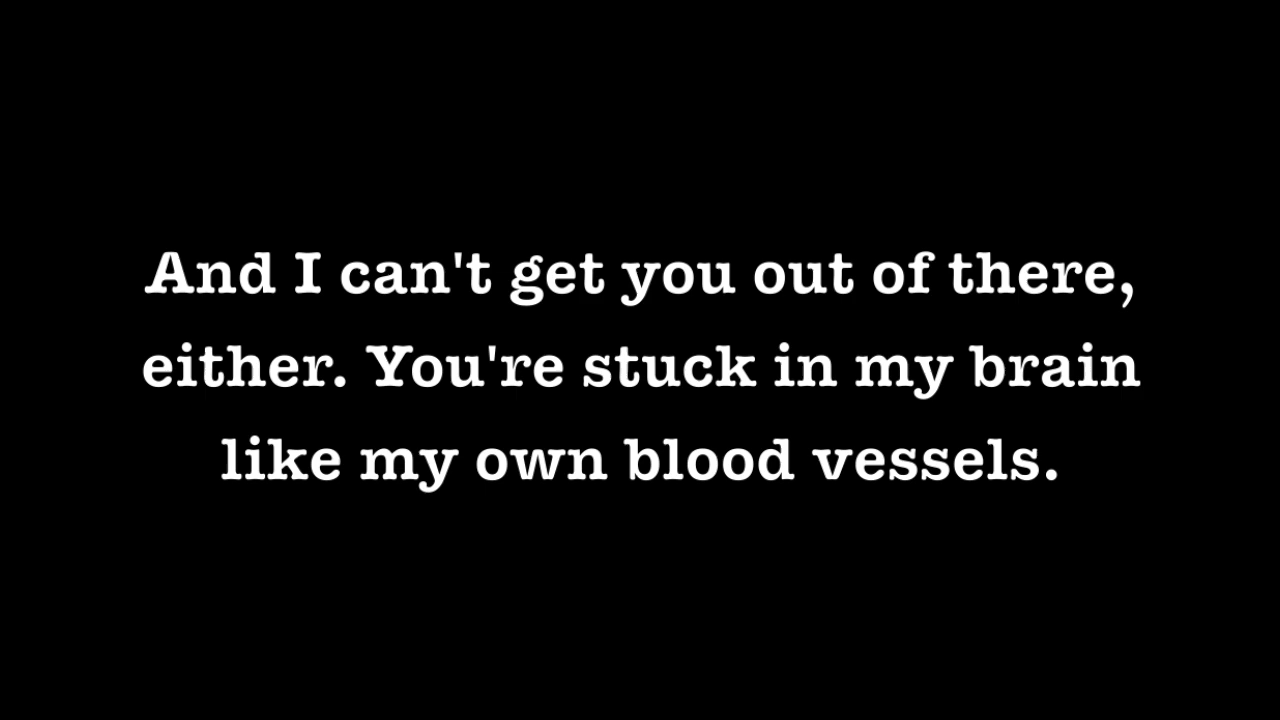 And I can't get you out of there,
either. You're stuck in my brain
like my own blood vessels.